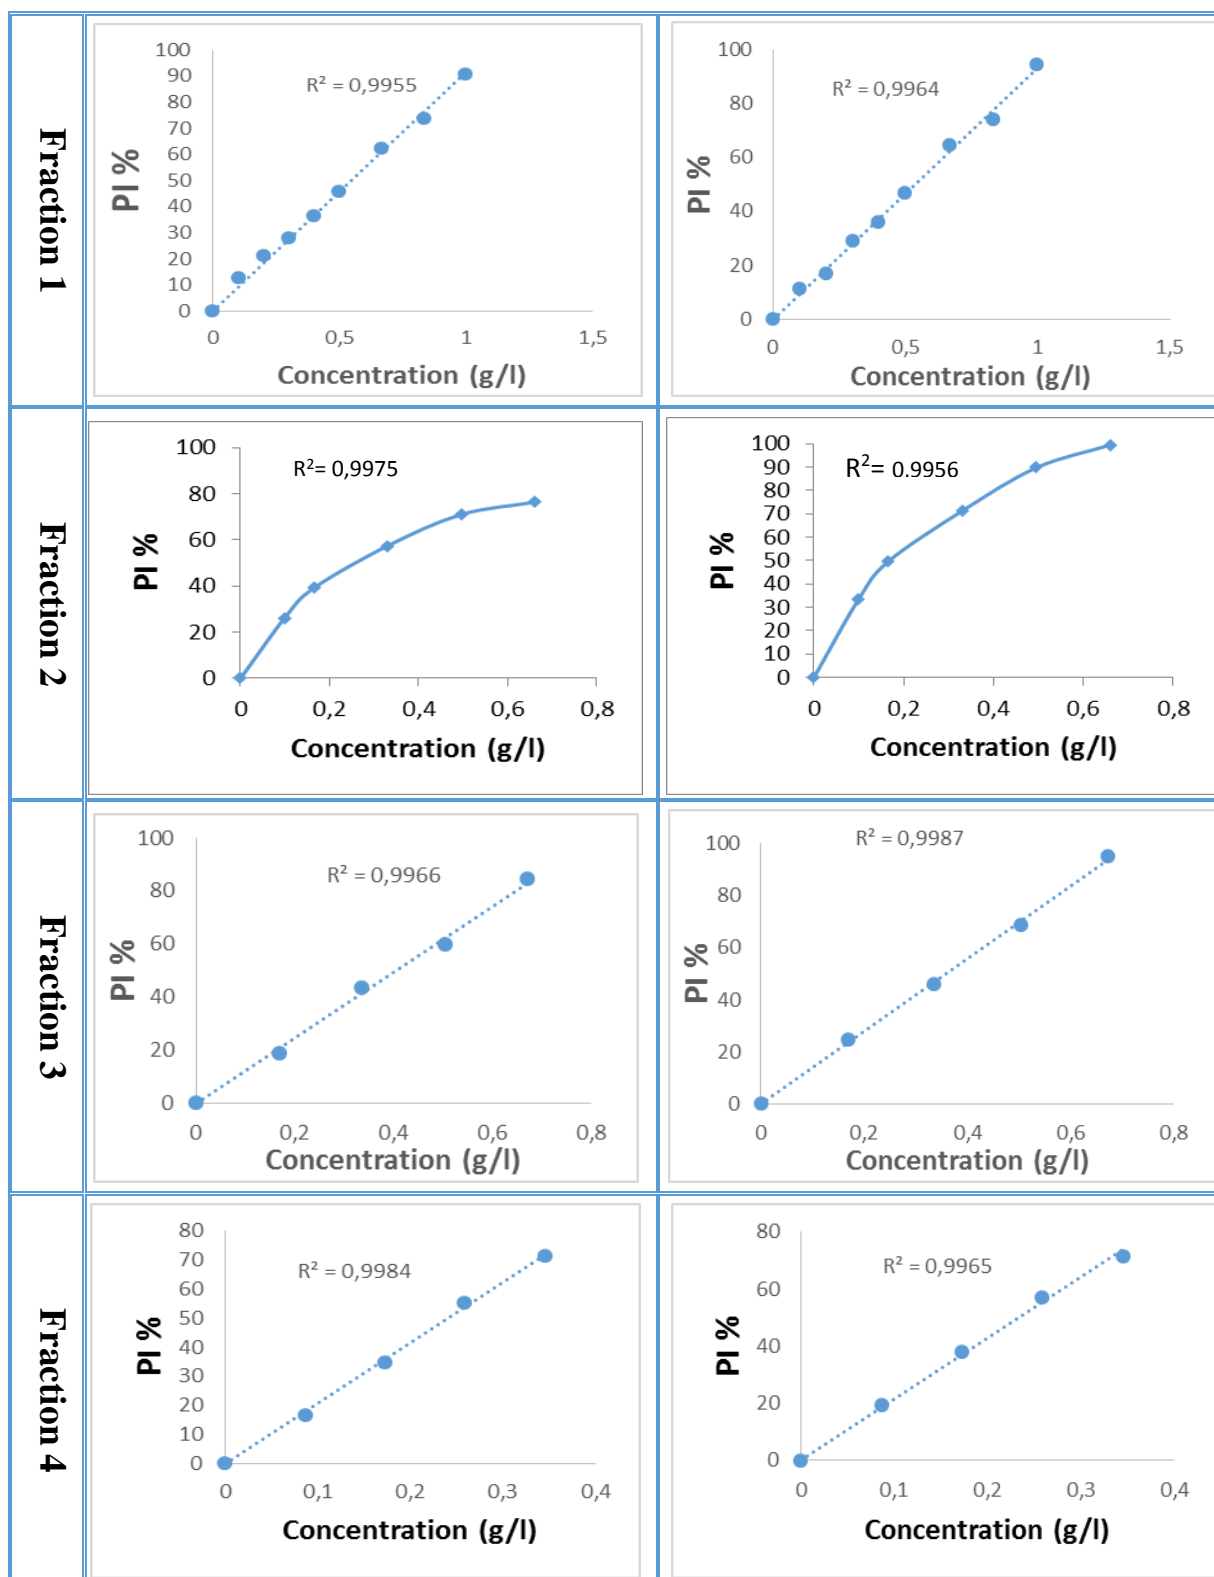 Fraction 1
100
90
80
70
60
50
40
30
20
10
0
PI %
R² = 0,9955
0 0,5 1 1,5
Concentration (g/l)
100
80
60
40
20
0
PI %
R² = 0,9964
0 0,5 1 1,5
Concentration (g/l)
Fraction 2
100
80
60
40
20
0
PI %
R²= 0,9975
0 0,2 0,4 0,6 0,8
Concentration (g/l)
100
90
80
70
60
50
40
30
20
10
0
PI %
R²= 0.9956
0 0,2 0,4 0,6 0,8
Concentration (g/l)
Fraction 3
100
80
60
40
20
0
PI %
R² = 0,9966
0 0,2 0,4 0,6 0,8
Concentration (g/l)
100
80
60
40
20
0
PI %
R² = 0,9987
0 0,2 0,4 0,6 0,8
Concentration (g/l)
Fraction 4
80
70
60
50
40
30
20
10
0
PI %
R² = 0,9984
0 0,1 0,2 0,3 0,4
Concentration (g/l)
80
60
40
20
0
PI %
R² = 0,9965
0 0,1 0,2 0,3 0,4
Concentration (g/l)